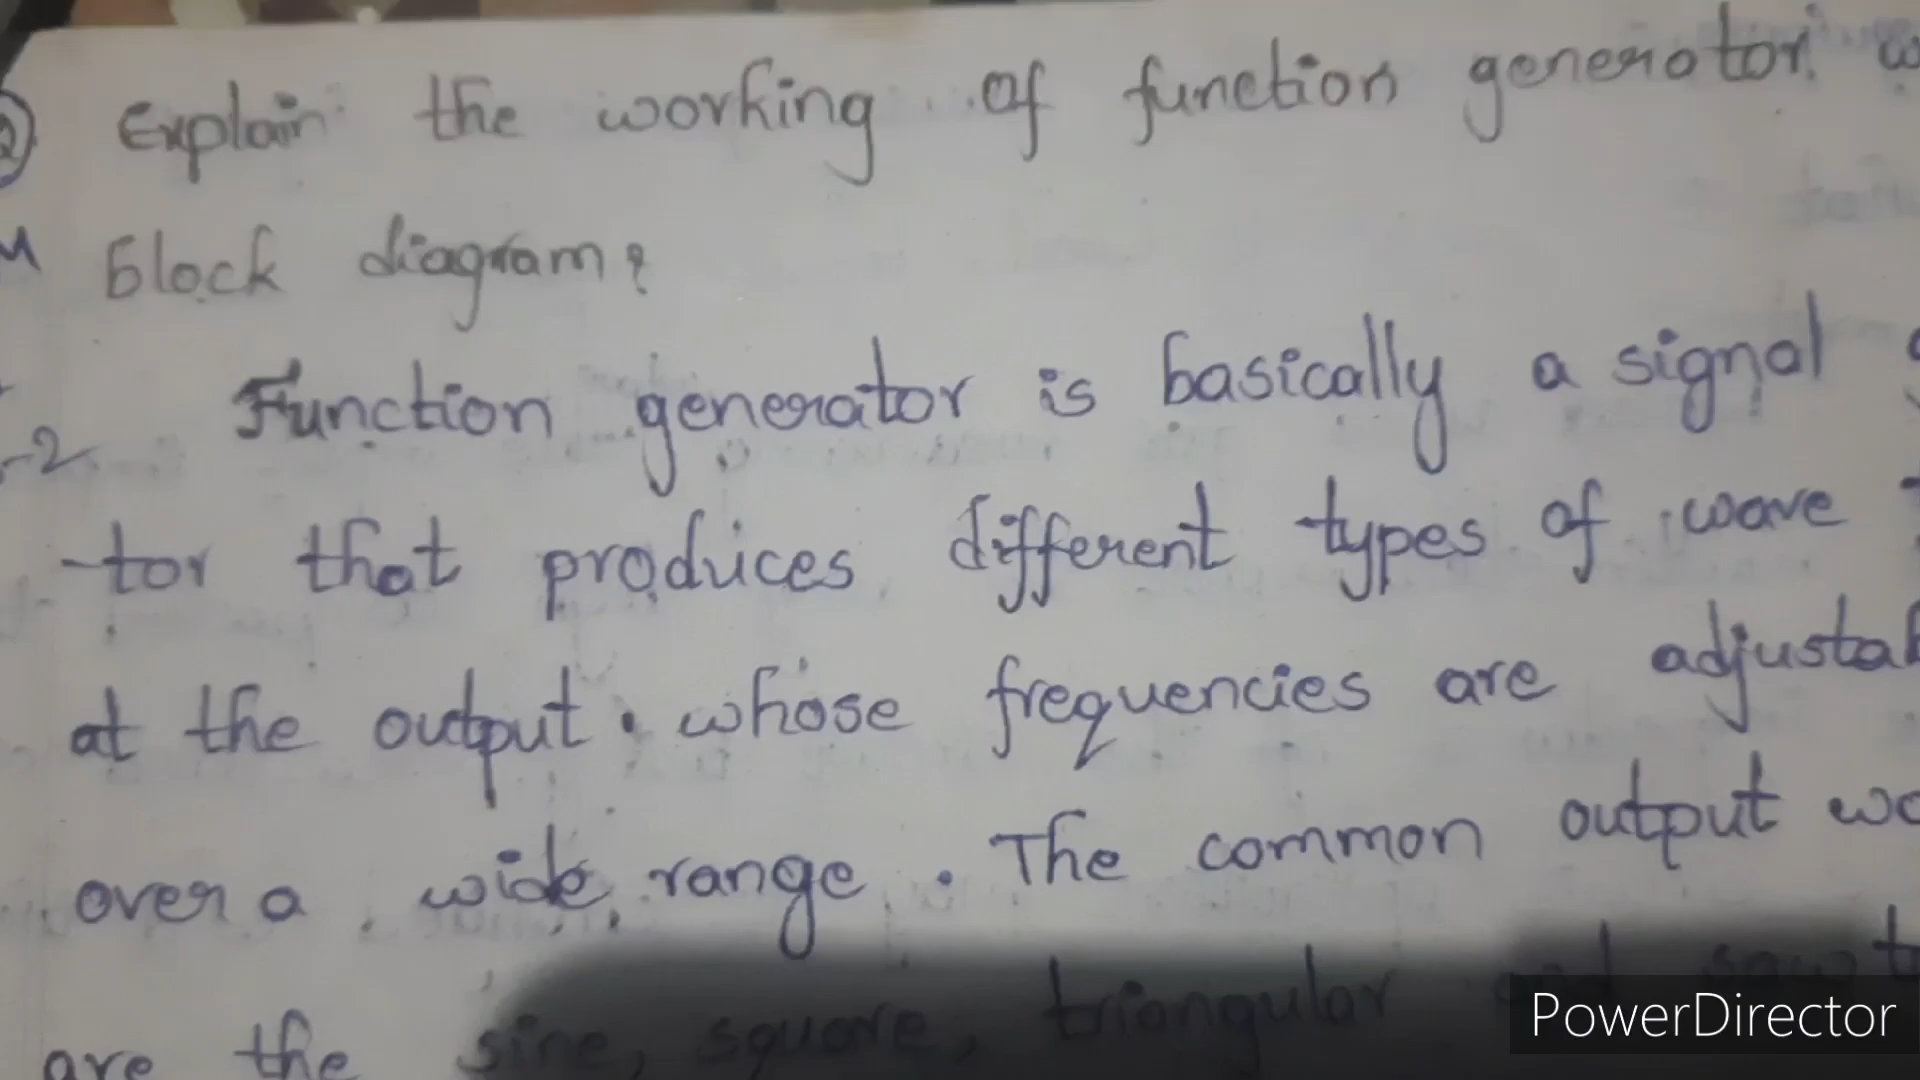 Explain the working of function generator
block diagram?
Function generator is basically a signal
-2
-tor that produces different types of wave
at the output. whose frequencies are
over a wide range. The common output
are the sine, square, triangular
PowerDirector